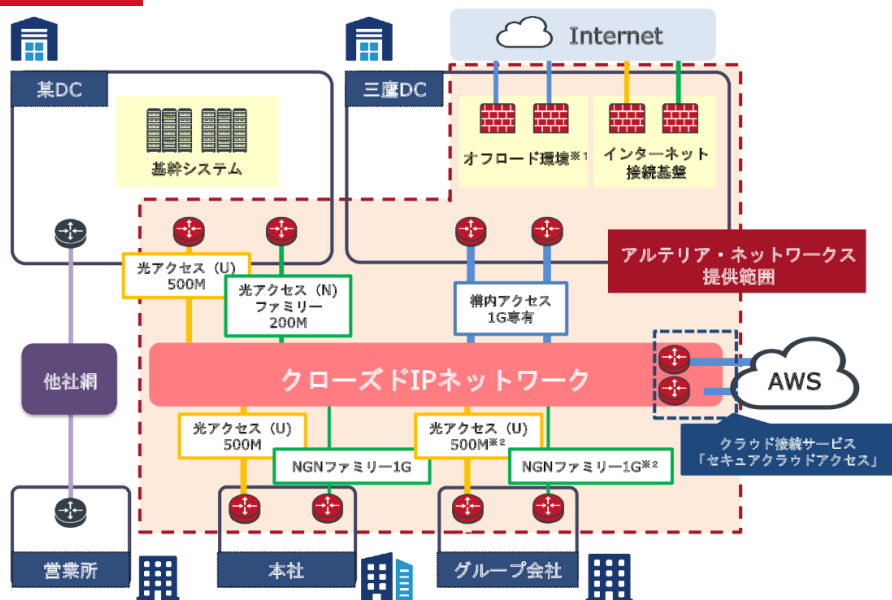 Internet
某DC
三鷹DC
基幹システム
オフロード環境※1
インターネット
接続基盤
アルテリア・ネットワークス
提供範囲
光アクセス（U）
500M
光アクセス（N）
ファミリー
200M
構内アクセス
1G専有
他社網
クローズドIPネットワーク
AWS
光アクセス（U）
500M
NGNファミリー1G
光アクセス（U）
500M※2
NGNファミリー1G※2
クラウド接続サービス
「セキュアクラウドアクセス」
営業所
本社
グループ会社